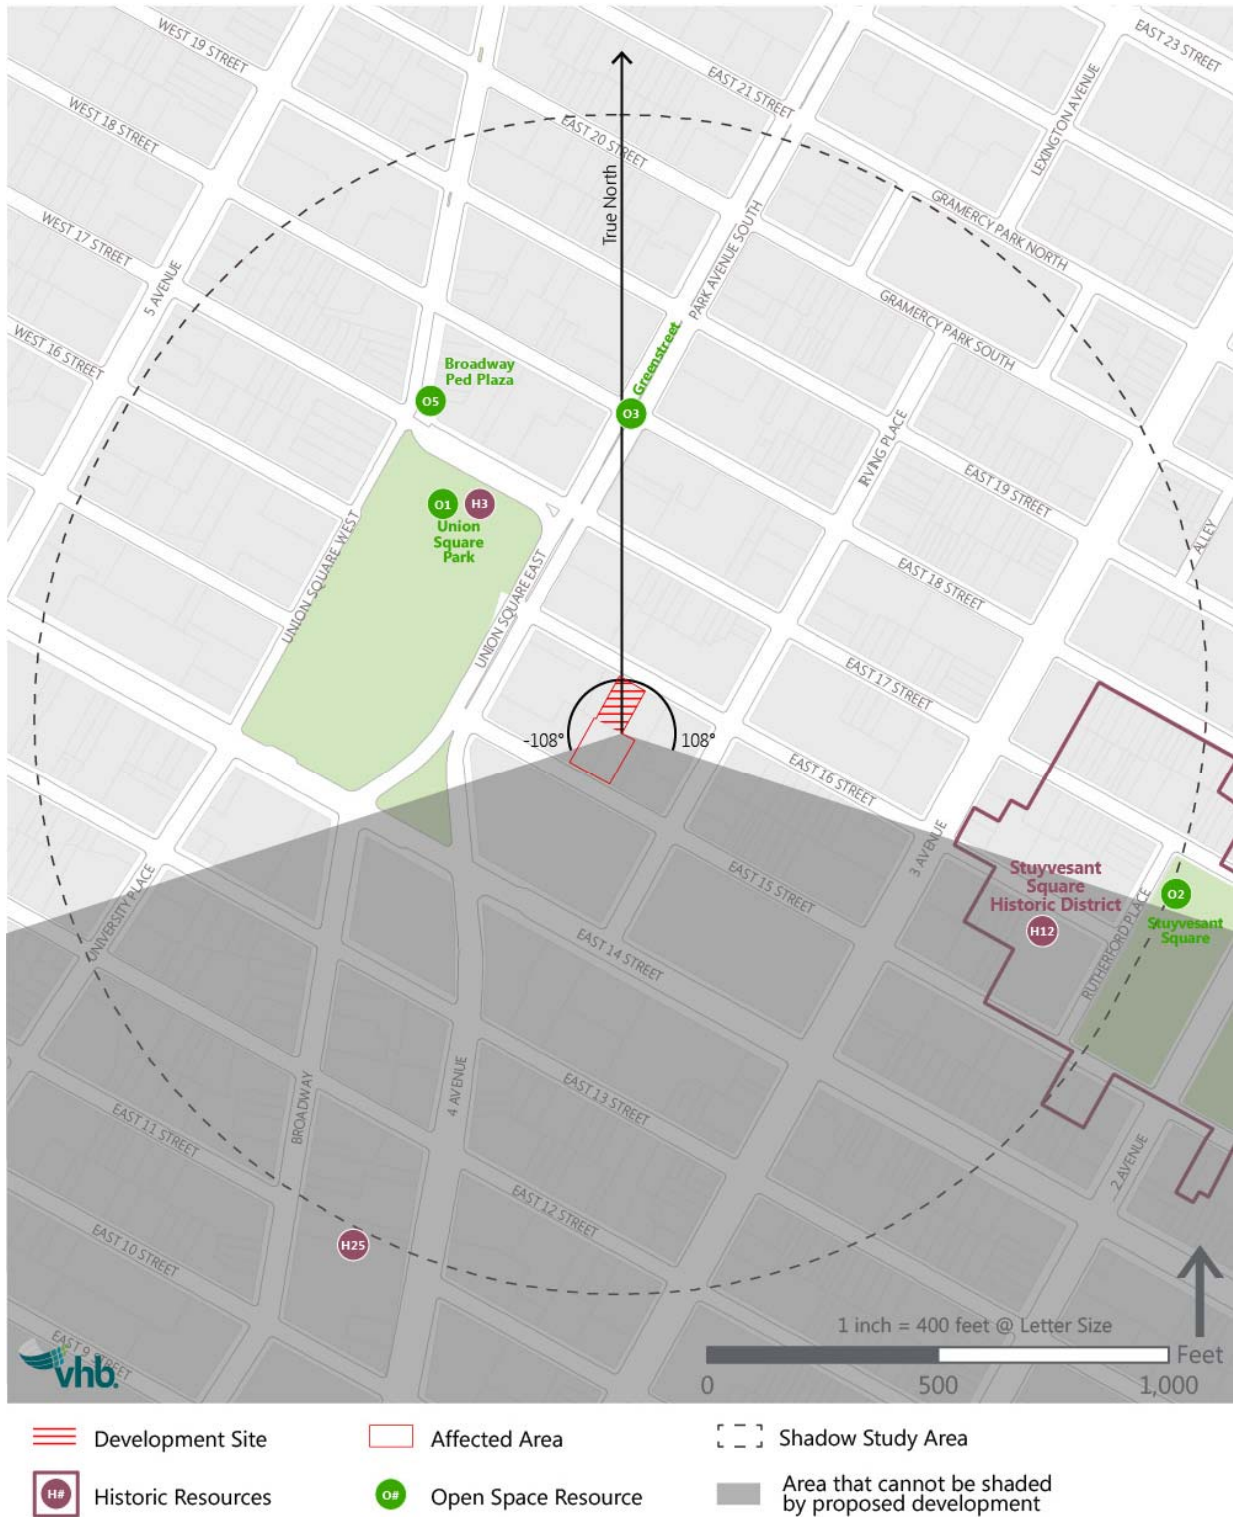 WEST 19 STREET
EAST 23 STREET
EAST 21 STREET
LEXINGTON AVENUE
WEST 18 STREET
EAST 20 STREET
True North
GRAMERCY PARK NORTH
WEST 17 STREET
PARK AVENUE SOUTH
5 AVENUE
GRAMERCY PARK SOUTH
WEST 16 STREET
Broadway
Ped Plaza
Greenstreet
O5
O3
IRVING PLACE
EAST 19 STREET
O1
H3
Union
Square
Park
ALLEY
UNION SQUARE WEST
UNION SQUARE EAST
EAST 18 STREET
EAST 17 STREET
-108°
108°
EAST 16 STREET
3 AVENUE
Stuyvesant
Square
Historic District
H12
O2
Stuyvesant
Square
EAST 15 STREET
UNIVERSITY PLACE
RUTHERFORD PLACE
EAST 14 STREET
EAST 13 STREET
4 AVENUE
BROADWAY
EAST 11 STREET
2 AVENUE
EAST 12 STREET
EAST 10 STREET
H25
EAST 9 STREET
vhb.
1 inch = 400 feet @ Letter Size
Feet
0 500 1,000
Development Site
Affected Area
Shadow Study Area
H# Historic Resources
O# Open Space Resource
Area that cannot be shaded
by proposed development